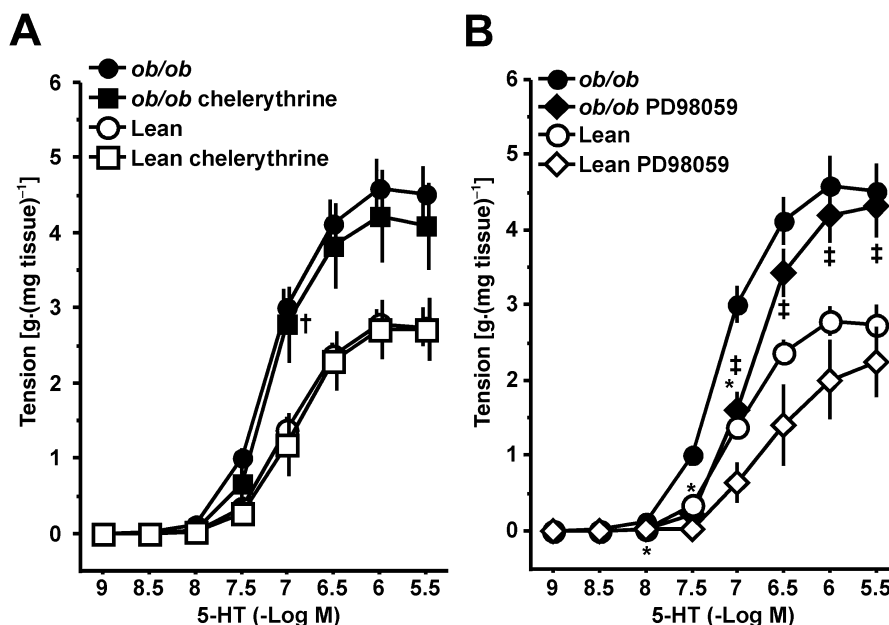 A
ob/ob
ob/ob chelerythrine
Lean
Lean chelerythrine
6
5
4
3
2
1
0
Tension [g.(mg tissue)⁻¹]
†
9 8.5 8 7.5 7 6.5 6 5.5
5-HT (-Log M)
B
ob/ob
ob/ob PD98059
Lean
Lean PD98059
6
5
4
3
2
1
0
Tension [g.(mg tissue)⁻¹]
‡ ‡
‡
‡
*
*
*
9 8.5 8 7.5 7 6.5 6 5.5
5-HT (-Log M)